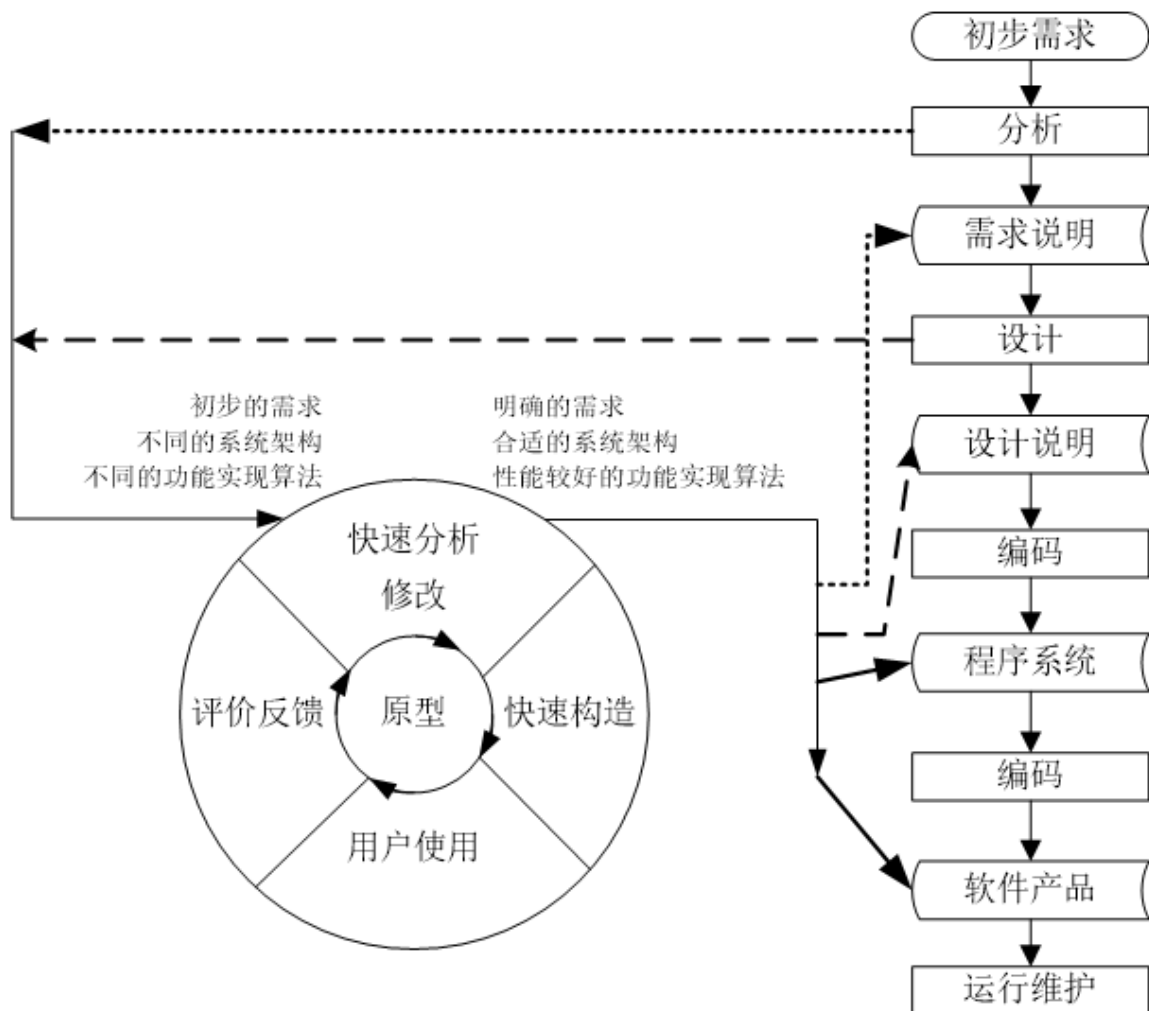 初步需求
分析
需求说明
设计
设计说明
编码
程序系统
编码
软件产品
运行维护
初步的需求
不同的系统架构
不同的功能实现算法
明确的需求
合适的系统架构
性能较好的功能实现算法
快速分析
修改
评价反馈
原型
快速构造
用户使用